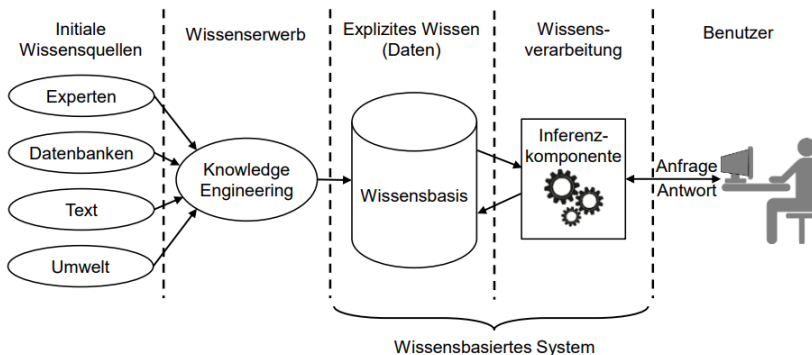 Initiale
Wissensquellen
Wissenserwerb
Explizites Wissen
(Daten)
Wissens-
verarbeitung
Benutzer
Experten
Datenbanken
Text
Umwelt
Knowledge
Engineering
Wissensbasis
Inferenz-
komponente
Anfrage
Antwort
Wissensbasiertes System